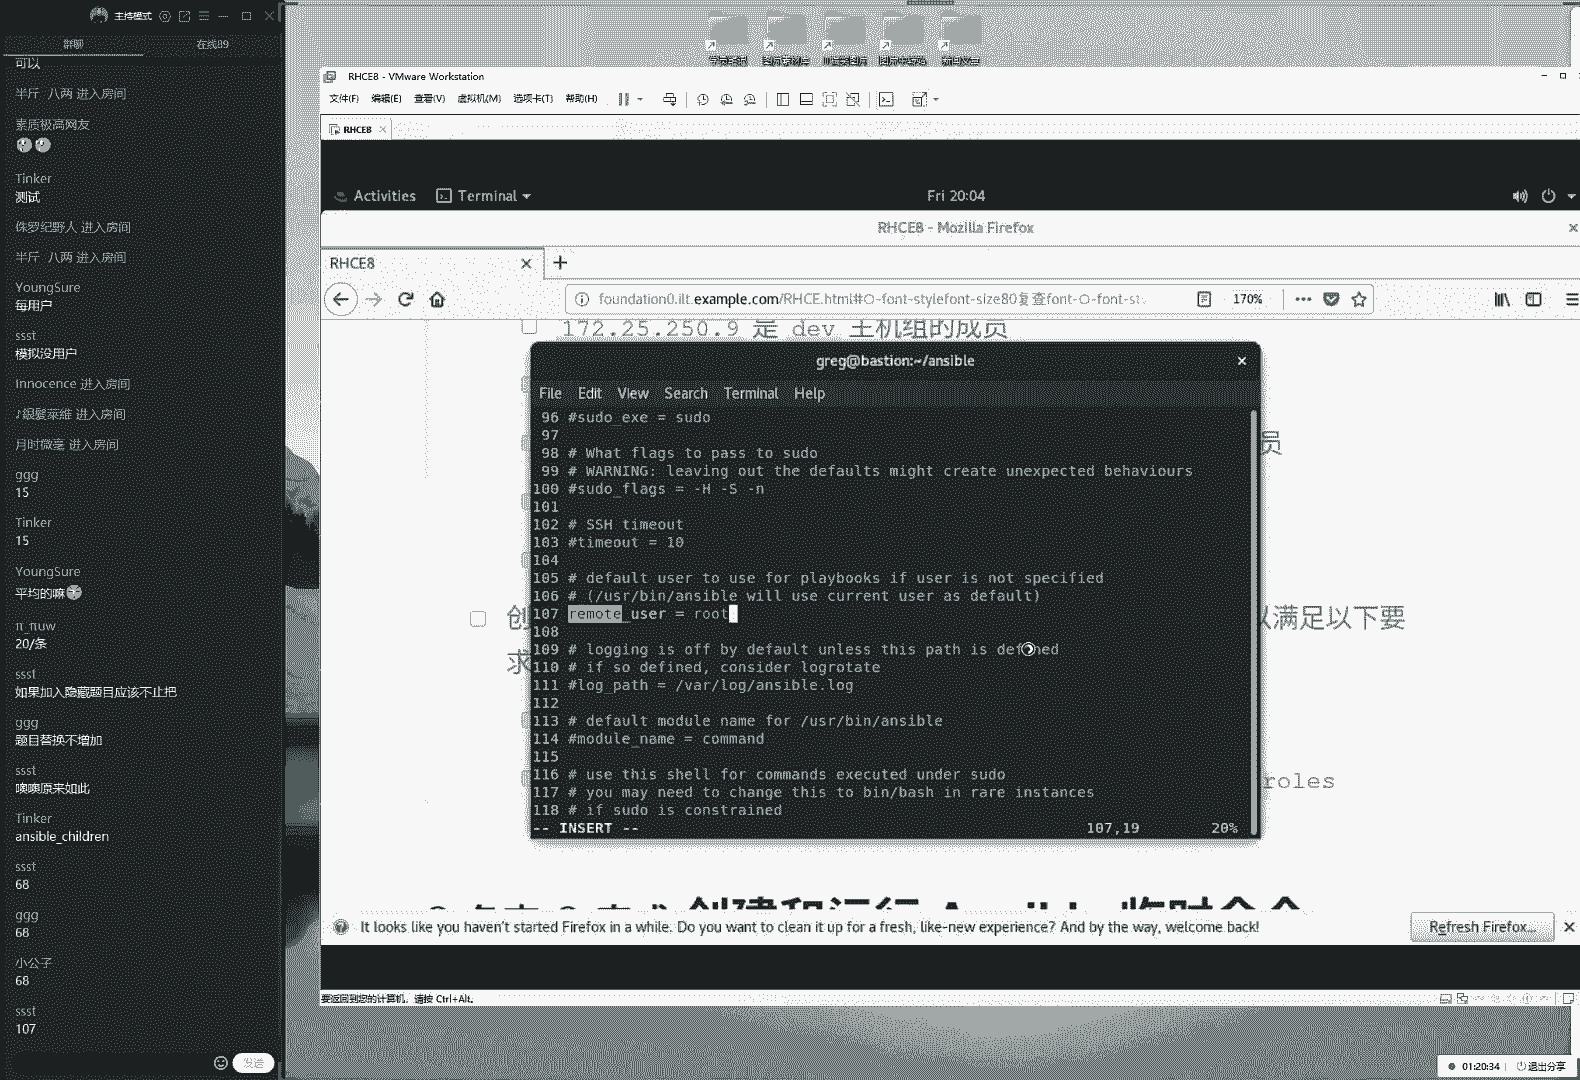 主持模式
群聊
在线89
可以
半斤 八两 进入房间
素质极高网友
Tinker
测试
侏罗纪野人 进入房间
半斤 八两 进入房间
YoungSure
每用户
ssst
模拟没用户
Innocence 进入房间
♪銀髮萊維 进入房间
月时微毫 进入房间
ggg
15
Tinker
15
YoungSure
平均的嘛
π_πuw
20/条
ssst
如果加入隐藏题目应该不止把
ggg
题目替换不增加
ssst
噢噢原来如此
Tinker
ansible_children
ssst
68
ggg
68
小公子
68
ssst
107
发送
RHCE8 - VMware Workstation
文件(F) 编辑(E) 查看(V) 虚拟机(M) 选项卡(T) 帮助(H)
RHCE8
Activities Terminal
Fri 20:04
RHCE8 - Mozilla Firefox
RHCE8
foundation0.ilt.example.com/RHCE.html#○-font-stylefont-size80复查font-○-font-st
170%
172.25.250.9 是 dev 主机组的成员
greg@bastion:~/ansible
File Edit View Search Terminal Help
96 #sudo_exe = sudo
97
98 # What flags to pass to sudo
99 # WARNING: leaving out the defaults might create unexpected behaviours
100 #sudo_flags = -H -S -n
101
102 # SSH timeout
103 #timeout = 10
104
105 # default user to use for playbooks if user is not specified
106 # (/usr/bin/ansible will use current user as default)
107 remote_user = root
108
109 # logging is off by default unless this path is defined
110 # if so defined, consider logrotate
111 #log_path = /var/log/ansible.log
112
113 # default module name for /usr/bin/ansible
114 #module_name = command
115
116 # use this shell for commands executed under sudo
117 # you may need to change this to bin/bash in rare instances
118 # if sudo is constrained
-- INSERT -- 107,19 20%
员
创
以满足以下要
求
roles
It looks like you haven't started Firefox in a while. Do you want to clean it up for a fresh, like-new experience? And by the way, welcome back!
Refresh Firefox...
要返回到您的计算机，请按 Ctrl+Alt。
01:20:34
退出分享